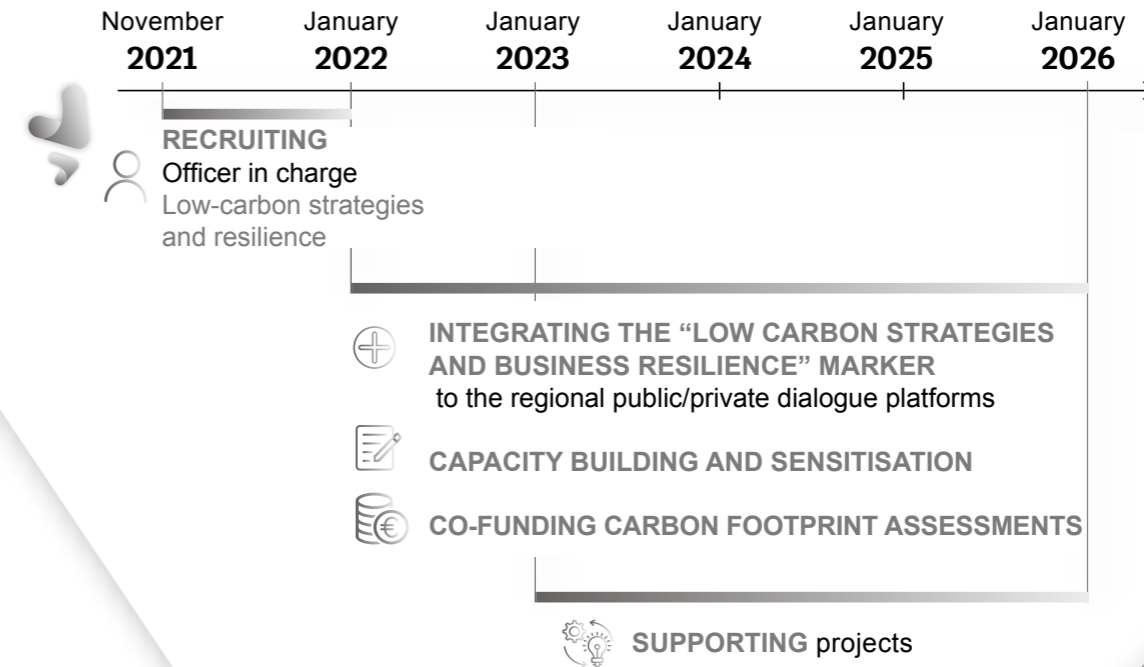 November January January January January January
2021 2022 2023 2024 2025 2026
RECRUITING
Officer in charge
Low-carbon strategies
and resilience
INTEGRATING THE “LOW CARBON STRATEGIES
AND BUSINESS RESILIENCE” MARKER
to the regional public/private dialogue platforms
CAPACITY BUILDING AND SENSITISATION
€
CO-FUNDING CARBON FOOTPRINT ASSESSMENTS
SUPPORTING projects